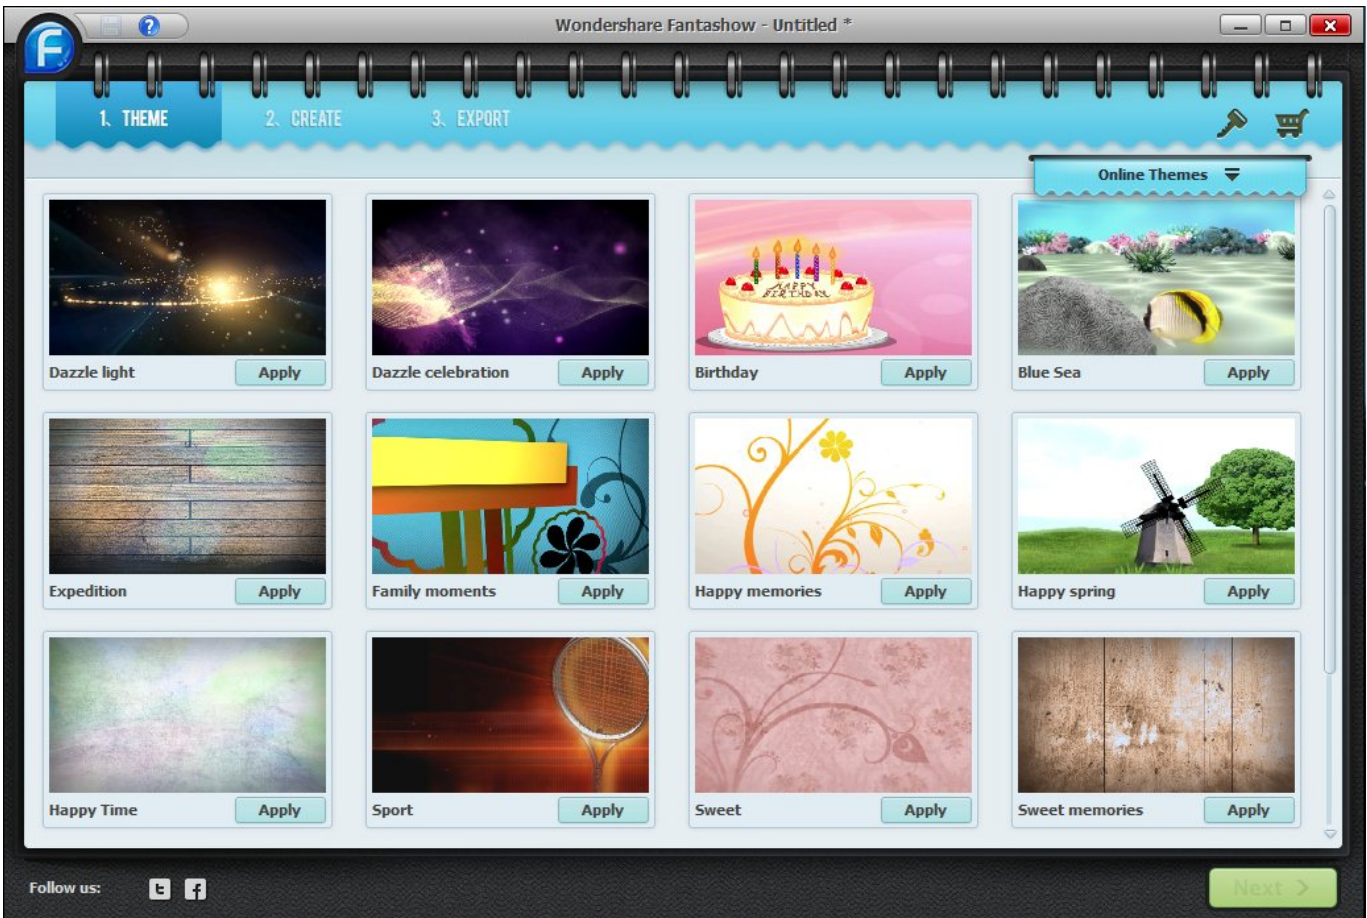 Wondershare Fantashow - Untitled *
1、THEME
2、CREATE
3、EXPORT
Online Themes
HAPPY
BIRTHDAY
Dazzle light
Apply
Dazzle celebration
Apply
Birthday
Apply
Blue Sea
Apply
Expedition
Apply
Family moments
Apply
Happy memories
Apply
Happy spring
Apply
Happy Time
Apply
Sport
Apply
Sweet
Apply
Sweet memories
Apply
Follow us:
Next >